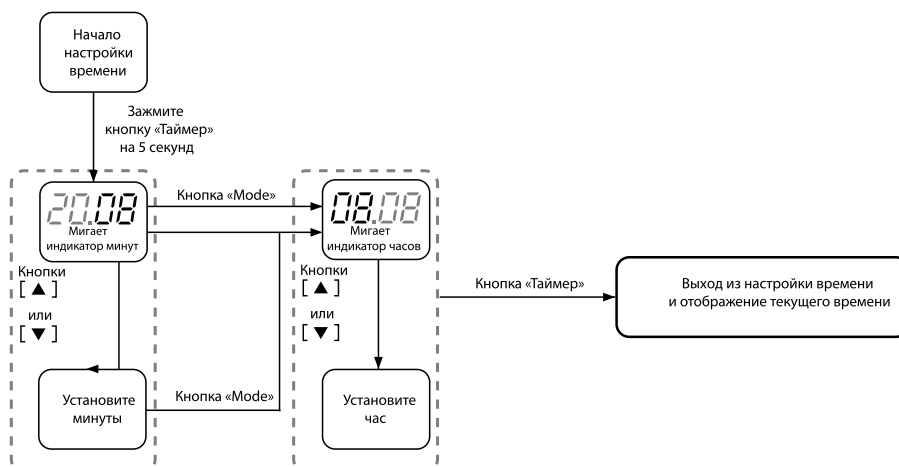 Начало
настройки
времени
Зажмите
кнопку «Таймер»
на 5 секунд
20.08
Мигает
индикатор минут
Кнопка «Mode»
08.08
Мигает
индикатор часов
Кнопки
[▲]
или
[▼]
Кнопки
[▲]
или
[▼]
Кнопка «Таймер»
Выход из настройки времени
и отображение текущего времени
Установите
минуты
Кнопка «Mode»
Установите
час